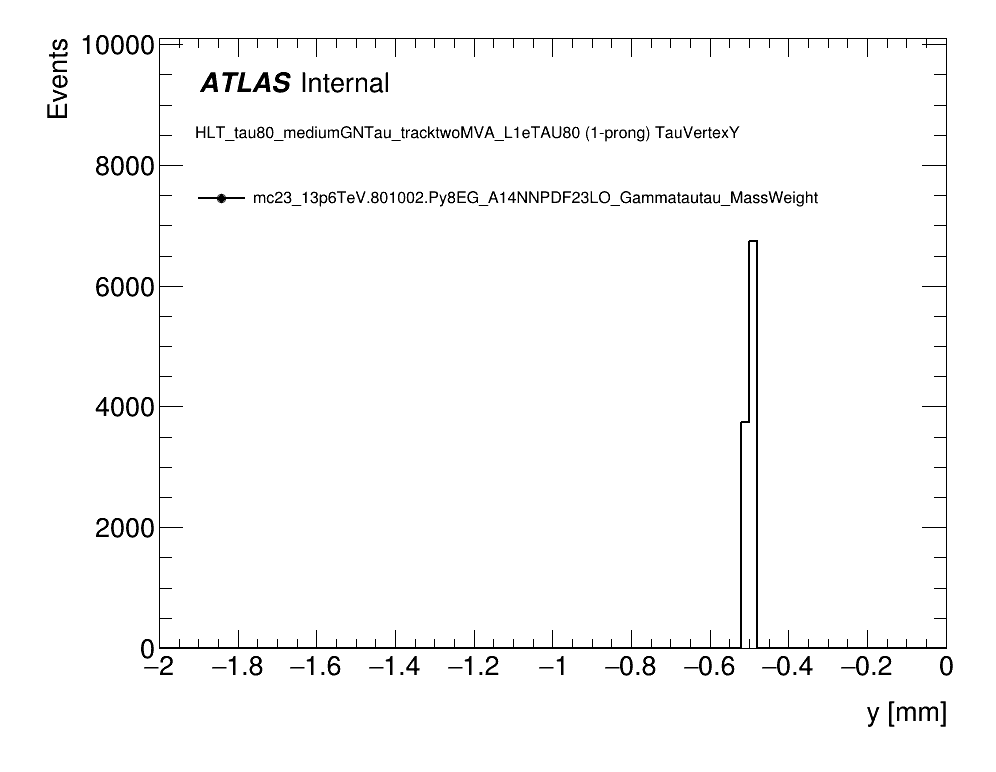 Events
10000
8000
6000
4000
2000
0
ATLAS Internal
HLT_tau80_mediumGNTau_tracktwoMVA_L1eTAU80 (1-prong) TauVertexY
mc23_13p6TeV.801002.Py8EG_A14NNPDF23LO_Gammatautau_MassWeight
−2 −1.8 −1.6 −1.4 −1.2 −1 −0.8 −0.6 −0.4 −0.2 0
y [mm]